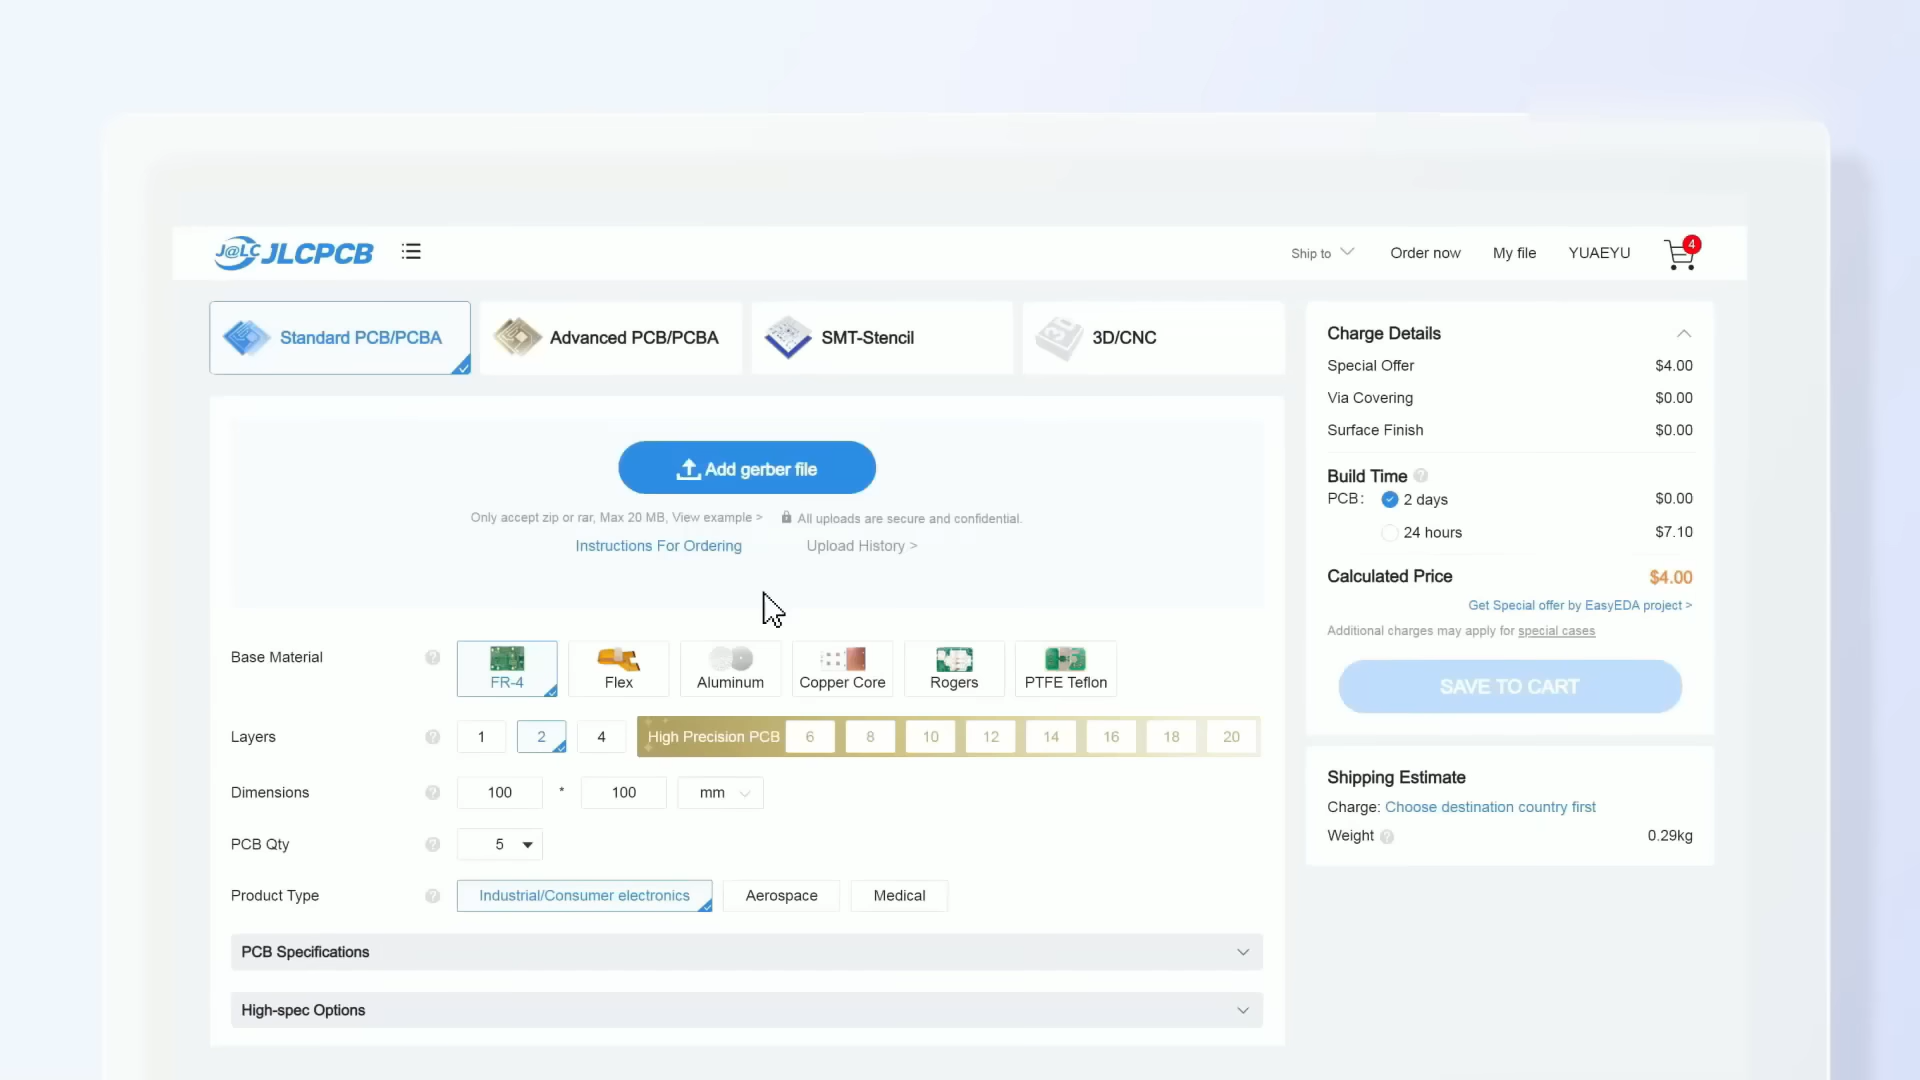 J@LC JLCPCB
Ship to
Order now
My file
YUAEYU
4
Standard PCB/PCBA
Advanced PCB/PCBA
SMT-Stencil
3D
3D/CNC
Add gerber file
Only accept zip or rar, Max 20 MB, View example >
All uploads are secure and confidential.
Instructions For Ordering
Upload History >
Base Material
FR-4
Flex
Aluminum
Copper Core
Rogers
PTFE Teflon
Layers
1
2
4
High Precision PCB
6
8
10
12
14
16
18
20
Dimensions
100
*
100
mm
PCB Qty
5
Product Type
Industrial/Consumer electronics
Aerospace
Medical
PCB Specifications
High-spec Options
Charge Details
Special Offer $4.00
Via Covering $0.00
Surface Finish $0.00
Build Time ?
PCB: 2 days $0.00
24 hours $7.10
Calculated Price $4.00
Get Special offer by EasyEDA project >
Additional charges may apply for special cases
SAVE TO CART
Shipping Estimate
Charge: Choose destination country first
Weight ? 0.29kg